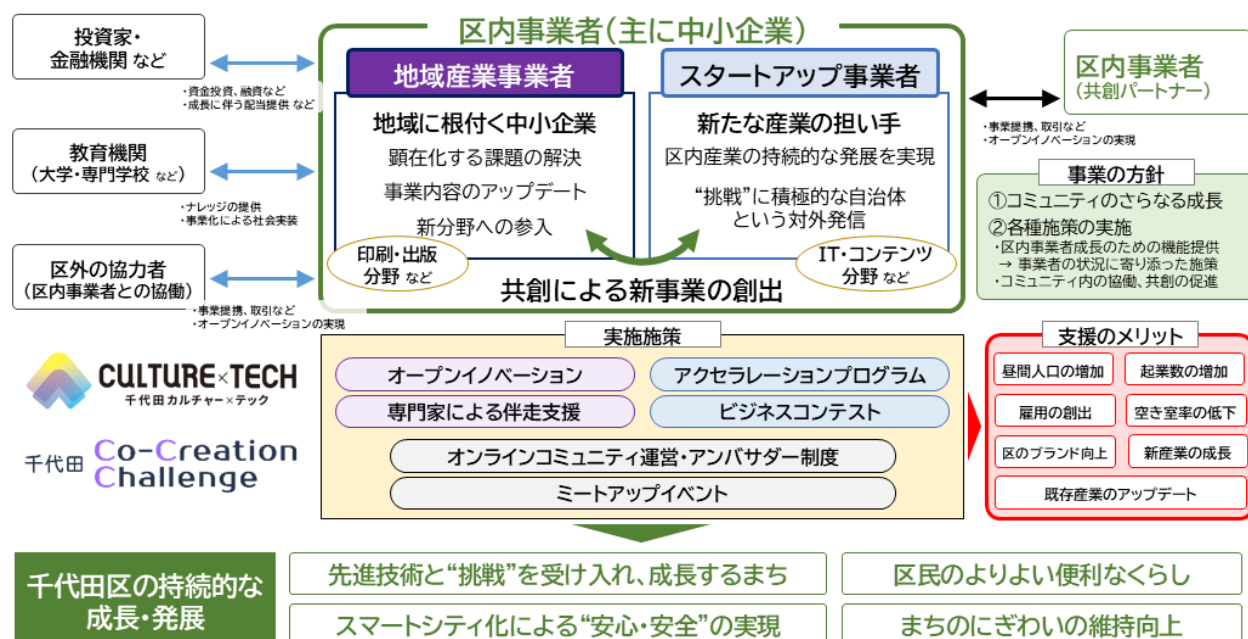 投資家・
金融機関 など
・資金投資、融資など
・成長に伴う配当提供 など
教育機関
（大学・専門学校 など）
・ナレッジの提供
・事業化による社会実装
区外の協力者
（区内事業者との協働）
・事業提携、取引など
・オープンイノベーションの実現
区内事業者（主に中小企業）
地域産業事業者
地域に根付く中小企業
顕在化する課題の解決
事業内容のアップデート
新分野への参入
印刷・出版
分野 など
スタートアップ事業者
新たな産業の担い手
区内産業の持続的な発展を実現
“挑戦”に積極的な自治体
という対外発信
IT・コンテンツ
分野 など
共創による新事業の創出
区内事業者
（共創パートナー）
・事業提携、取引など
・オープンイノベーションの実現
事業の方針
①コミュニティのさらなる成長
②各種施策の実施
・区内事業者成長のための機能提供
→ 事業者の状況に寄り添った施策
・コミュニティ内の協働、共創の促進
CULTURE×TECH
千代田カルチャー×テック
千代田 Co-Creation
Challenge
実施施策
オープンイノベーション
アクセラレーションプログラム
専門家による伴走支援
ビジネスコンテスト
オンラインコミュニティ運営・アンバサダー制度
ミートアップイベント
支援のメリット
昼間人口の増加
起業数の増加
雇用の創出
空き室率の低下
区のブランド向上
新産業の成長
既存産業のアップデート
千代田区の持続的な
成長・発展
先進技術と“挑戦”を受け入れ、成長するまち
区民のよりよい便利なくらし
スマートシティ化による“安心・安全”の実現
まちのにぎわいの維持向上